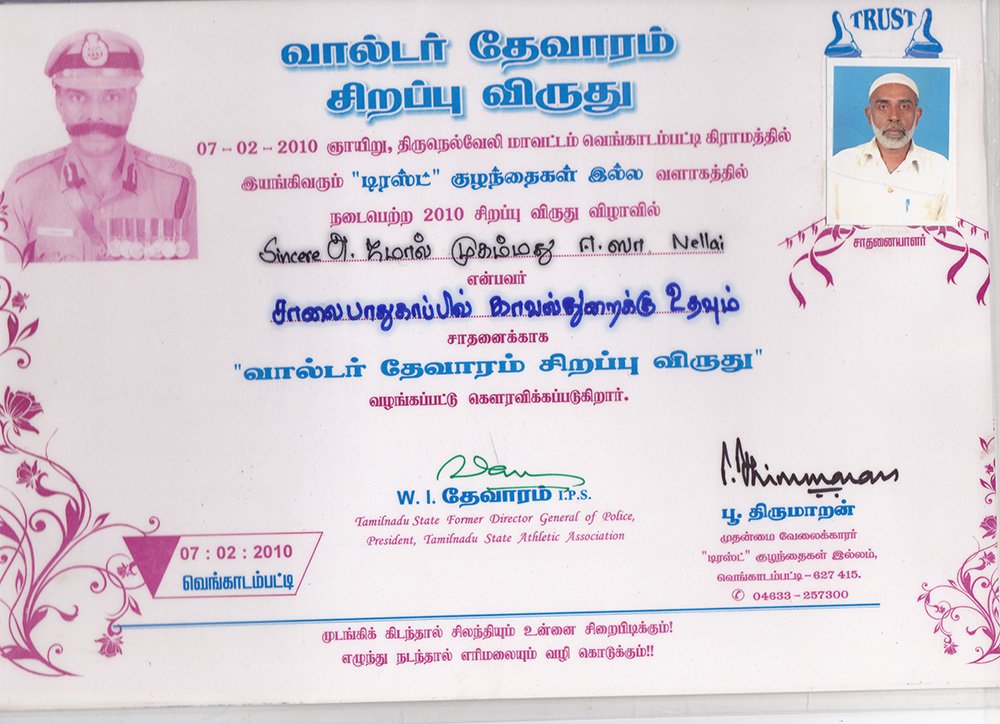 TRUST
வால்டர் தேவாரம்
சிறப்பு விருது
07-02-2010 ஞாயிறு, திருநெல்வேலி மாவட்டம் வெங்காடம்பட்டி கிராமத்தில்
இயங்கிவரும் "டிரஸ்ட்" குழந்தைகள் இல்ல வளாகத்தில்
நடைபெற்ற 2010 சிறப்பு விருது விழாவில்
Sincere அ. ஜமால் முகம்மது ஈ.ஸா. Nellai
சாதனையாளர்
என்பவர்
சாலைபாதுகாப்பில் காவல்துறைக்கு உதவும்
சாதனைக்காக
"வால்டர் தேவாரம் சிறப்பு விருது"
வழங்கப்பட்டு கௌரவிக்கப்படுகிறார்.
W. I. தேவாரம் I.P.S.
Tamilnadu State Former Director General of Police,
President, Tamilnadu State Athletic Association
பூ. திருமாறன்
முதன்மை வேலைக்காரர்
"டிரஸ்ட்" குழந்தைகள் இல்லம்,
வெங்காடம்பட்டி - 627 415.
✆ 04633 - 257300
07 : 02 : 2010
வெங்காடம்பட்டி
முடங்கிக் கிடந்தால் சிலந்தியும் உன்னை சிறைபிடிக்கும்!
எழுந்து நடந்தால் எரிமலையும் வழி கொடுக்கும்!!